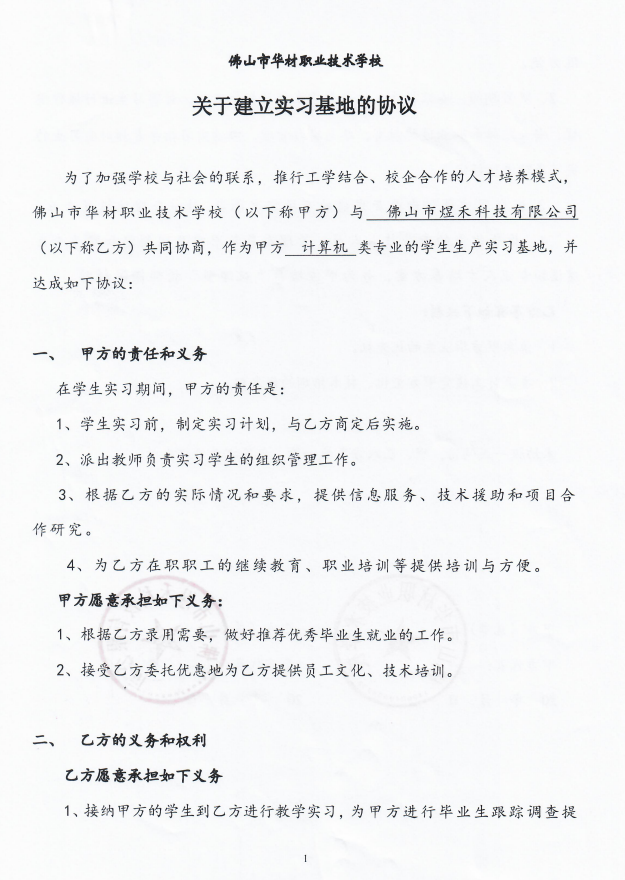 佛山市华材职业技术学校
关于建立实习基地的协议
为了加强学校与社会的联系，推行工学结合、校企合作的人才培养模式，
佛山市华材职业技术学校（以下称甲方）与 佛山市煜禾科技有限公司
（以下称乙方）共同协商，作为甲方 计算机 类专业的学生生产实习基地，并
达成如下协议：
一、 甲方的责任和义务
在学生实习期间，甲方的责任是：
1、学生实习前，制定实习计划，与乙方商定后实施。
2、派出教师负责实习学生的组织管理工作。
3、根据乙方的实际情况和要求，提供信息服务、技术援助和项目合
作研究。
4、为乙方在职职工的继续教育、职业培训等提供培训与方便。
甲方愿意承担如下义务：
1、根据乙方录用需要，做好推荐优秀毕业生就业的工作。
2、接受乙方委托优惠地为乙方提供员工文化、技术培训。
二、 乙方的义务和权利
乙方愿意承担如下义务
1、接纳甲方的学生到乙方进行教学实习，为甲方进行毕业生跟踪调查提
1